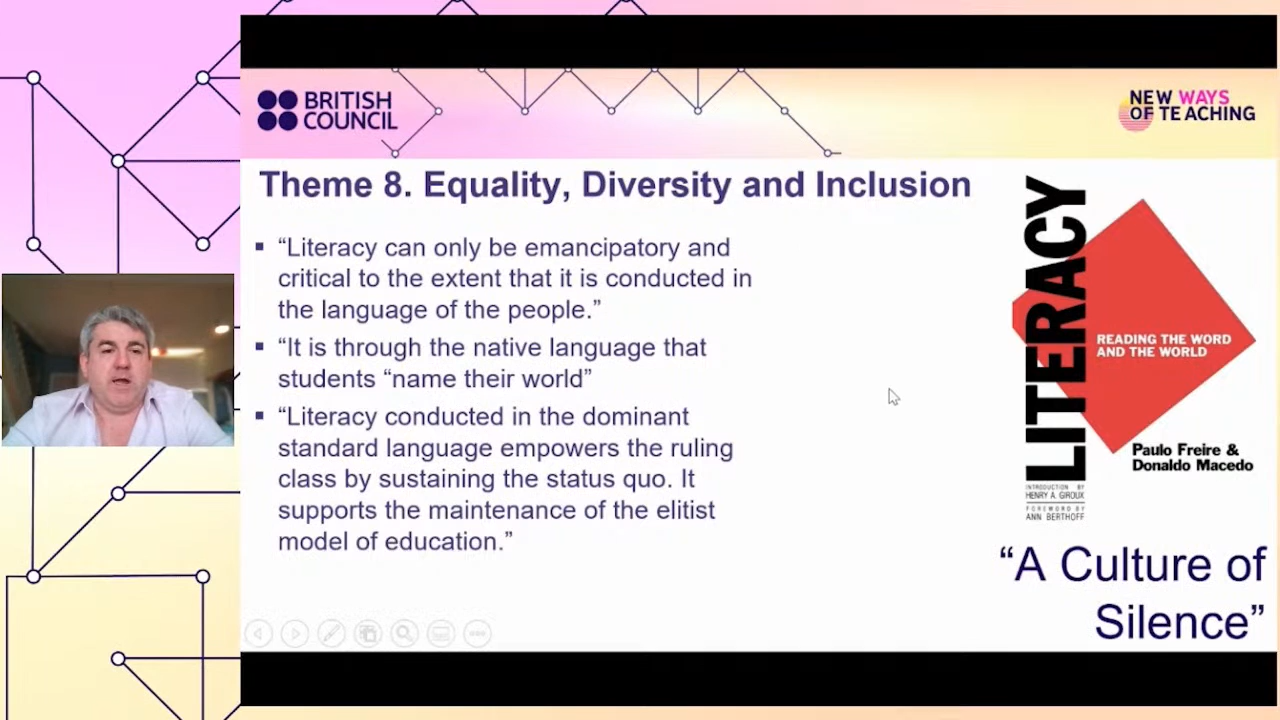 BRITISH
COUNCIL
NEW WAYS
OF TEACHING
Theme 8. Equality, Diversity and Inclusion
▪ “Literacy can only be emancipatory and
critical to the extent that it is conducted in
the language of the people.”
▪ “It is through the native language that
students “name their world”
▪ “Literacy conducted in the dominant
standard language empowers the ruling
class by sustaining the status quo. It
supports the maintenance of the elitist
model of education.”
LITERACY
READING THE WORD
AND THE WORLD
Paulo Freire &
Donaldo Macedo
INTRODUCTION BY
HENRY A. GIROUX
FOREWORD BY
ANN BERTHOFF
“A Culture of
Silence”